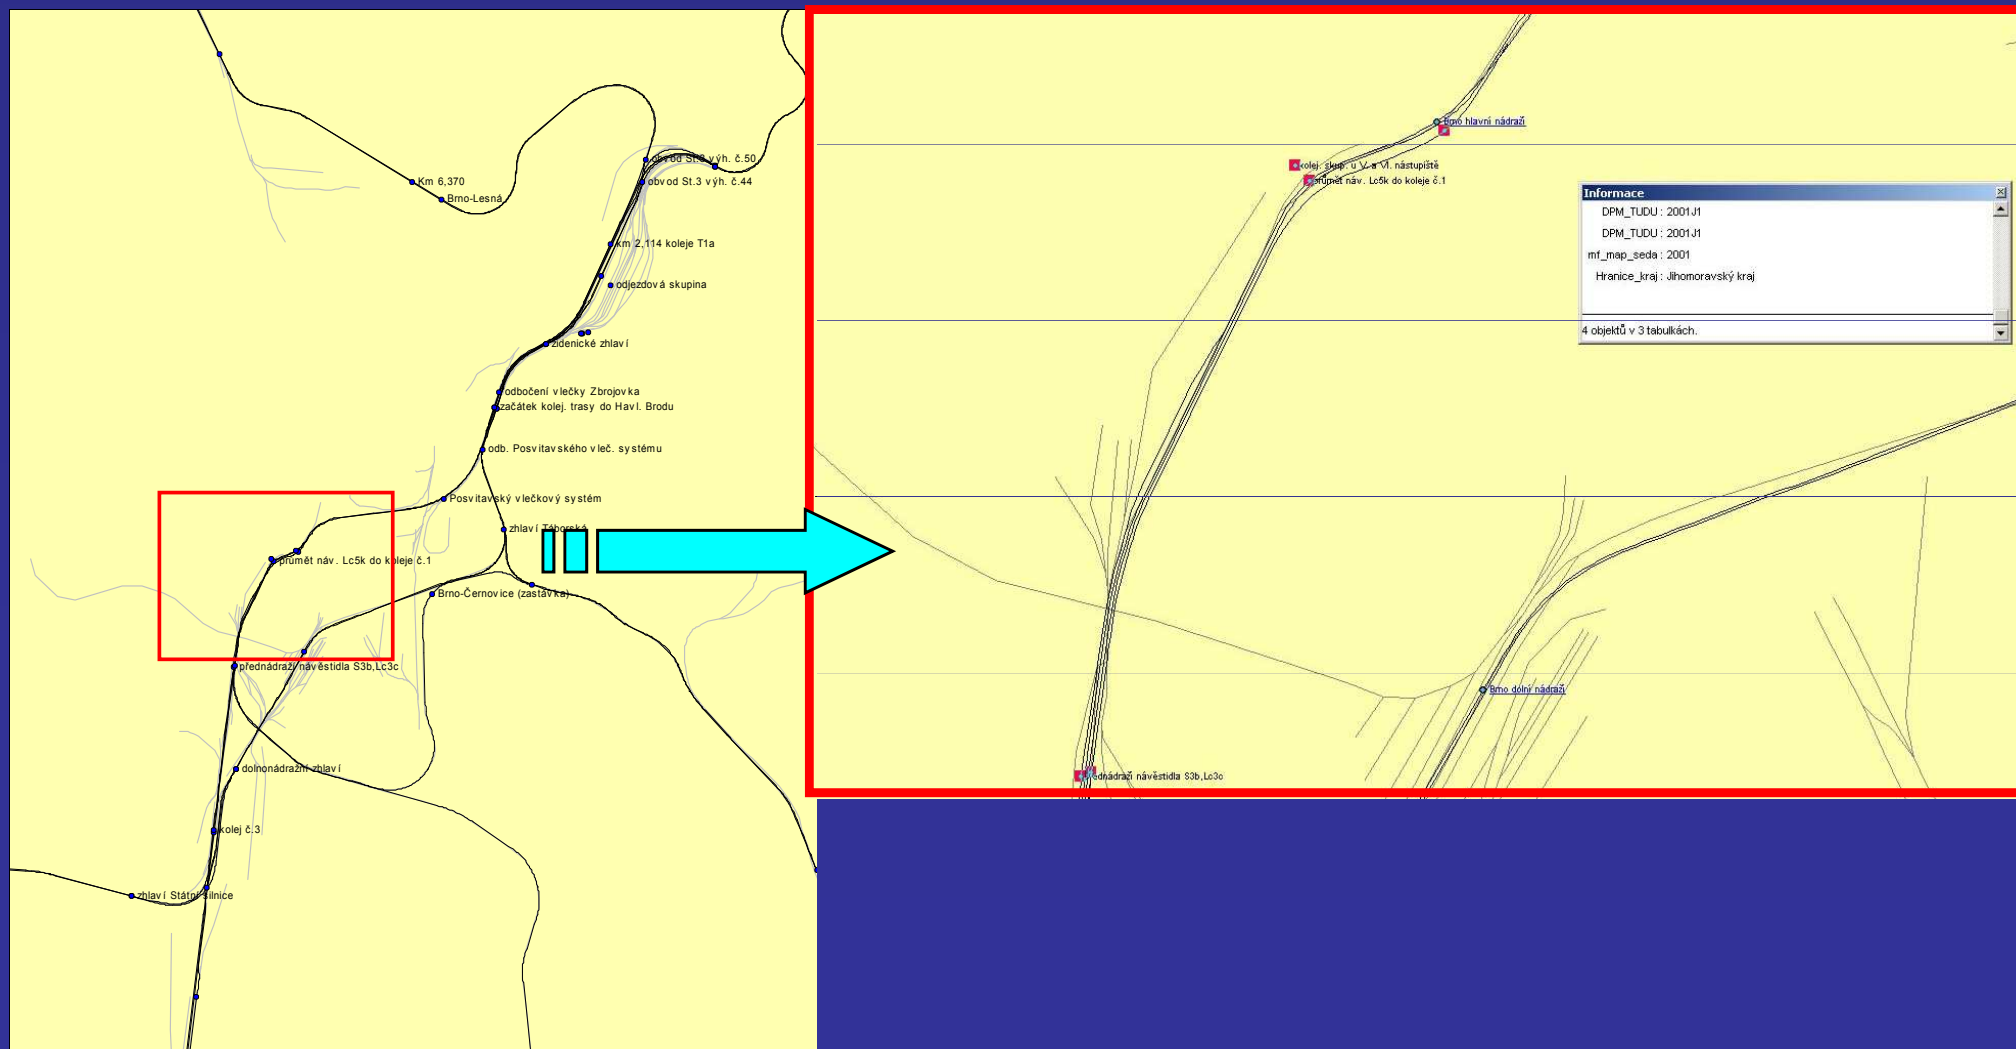 obvod St.3 výh. č.50
Km 6,370
obvod St.3 výh. č.44
Brno-Lesná
km 2,114 koleje T1a
odjezdová skupina
židenické zhlaví
odbočení vlečky Zbrojovka
začátek kolej. trasy do Havl. Brodu
odb. Posvitavského vleč. systému
Posvitavský vlečkový systém
zhlaví Táborská
průmět náv. Lc5k do koleje č.1
Brno-Černovice (zastávka)
přednádraží návěstidla S3b,Lc3c
dolnonádražní zhlaví
kolej č.3
zhlaví Státní silnice
Brno hlavní nádraží
kolej. skup. u V. a VI. nástupiště
průmět náv. Lc5k do koleje č.1
Informace
DPM_TUDU : 2001J1
DPM_TUDU : 2001J1
mf_map_seda : 2001
Hranice_kraj : Jihomoravský kraj
4 objektů v 3 tabulkách.
Brno dolní nádraží
přednádraží návěstidla S3b,Lc3c